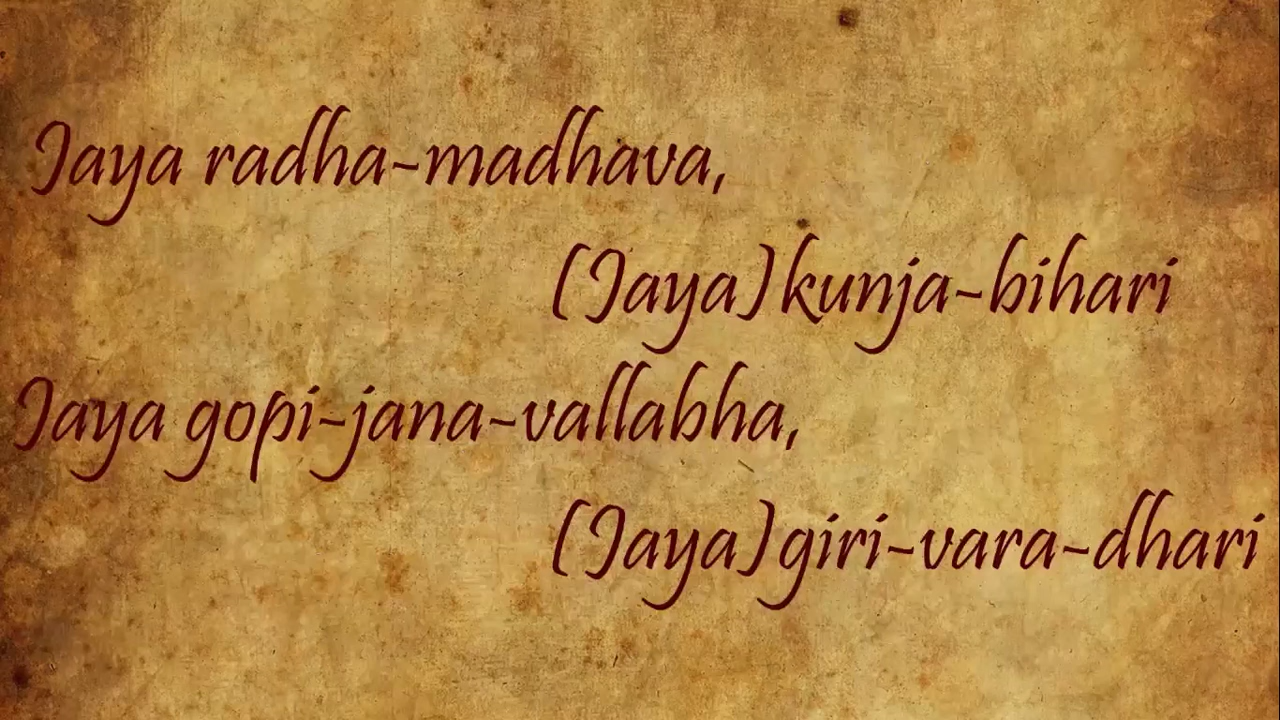 Jaya radha-madhava,
(Jaya)kunja-bihari
Jaya gopi-jana-vallabha,
(Jaya)giri-vara-dhari